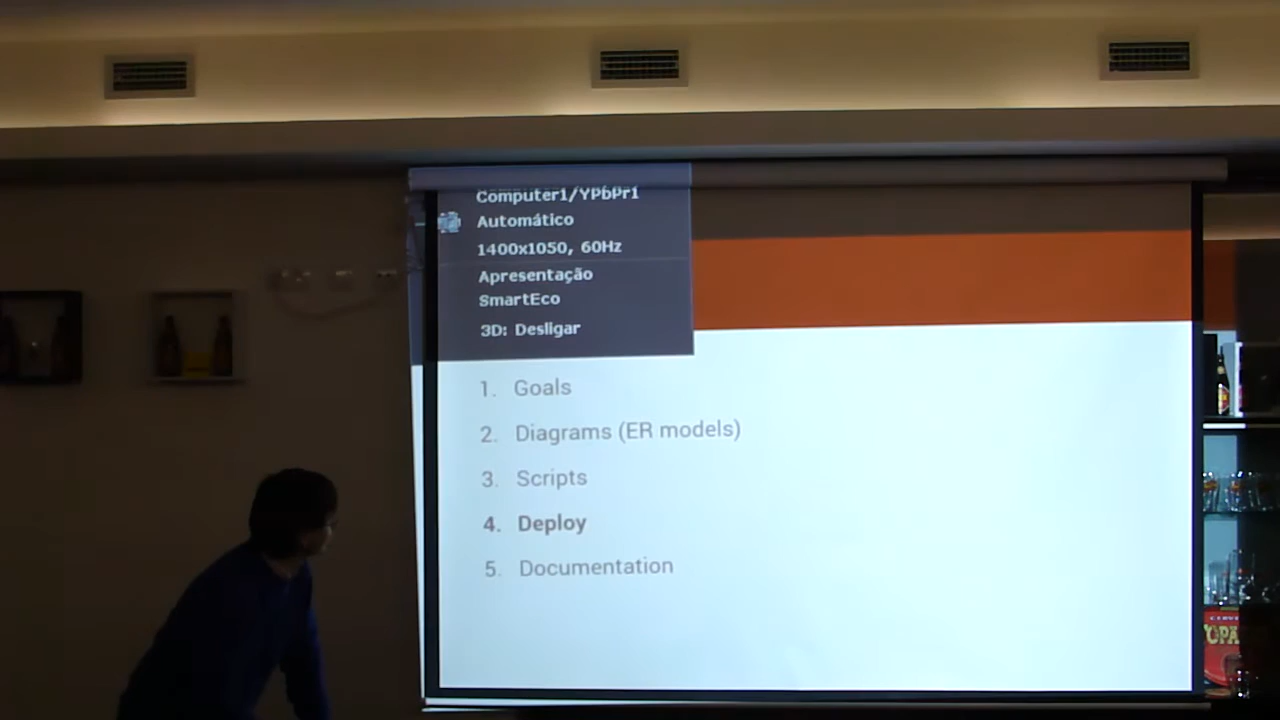 Computer1/YPbPr1
Automático
1400x1050, 60Hz
Apresentação
SmartEco
3D: Desligar
1. Goals
2. Diagrams (ER models)
3. Scripts
4. Deploy
5. Documentation